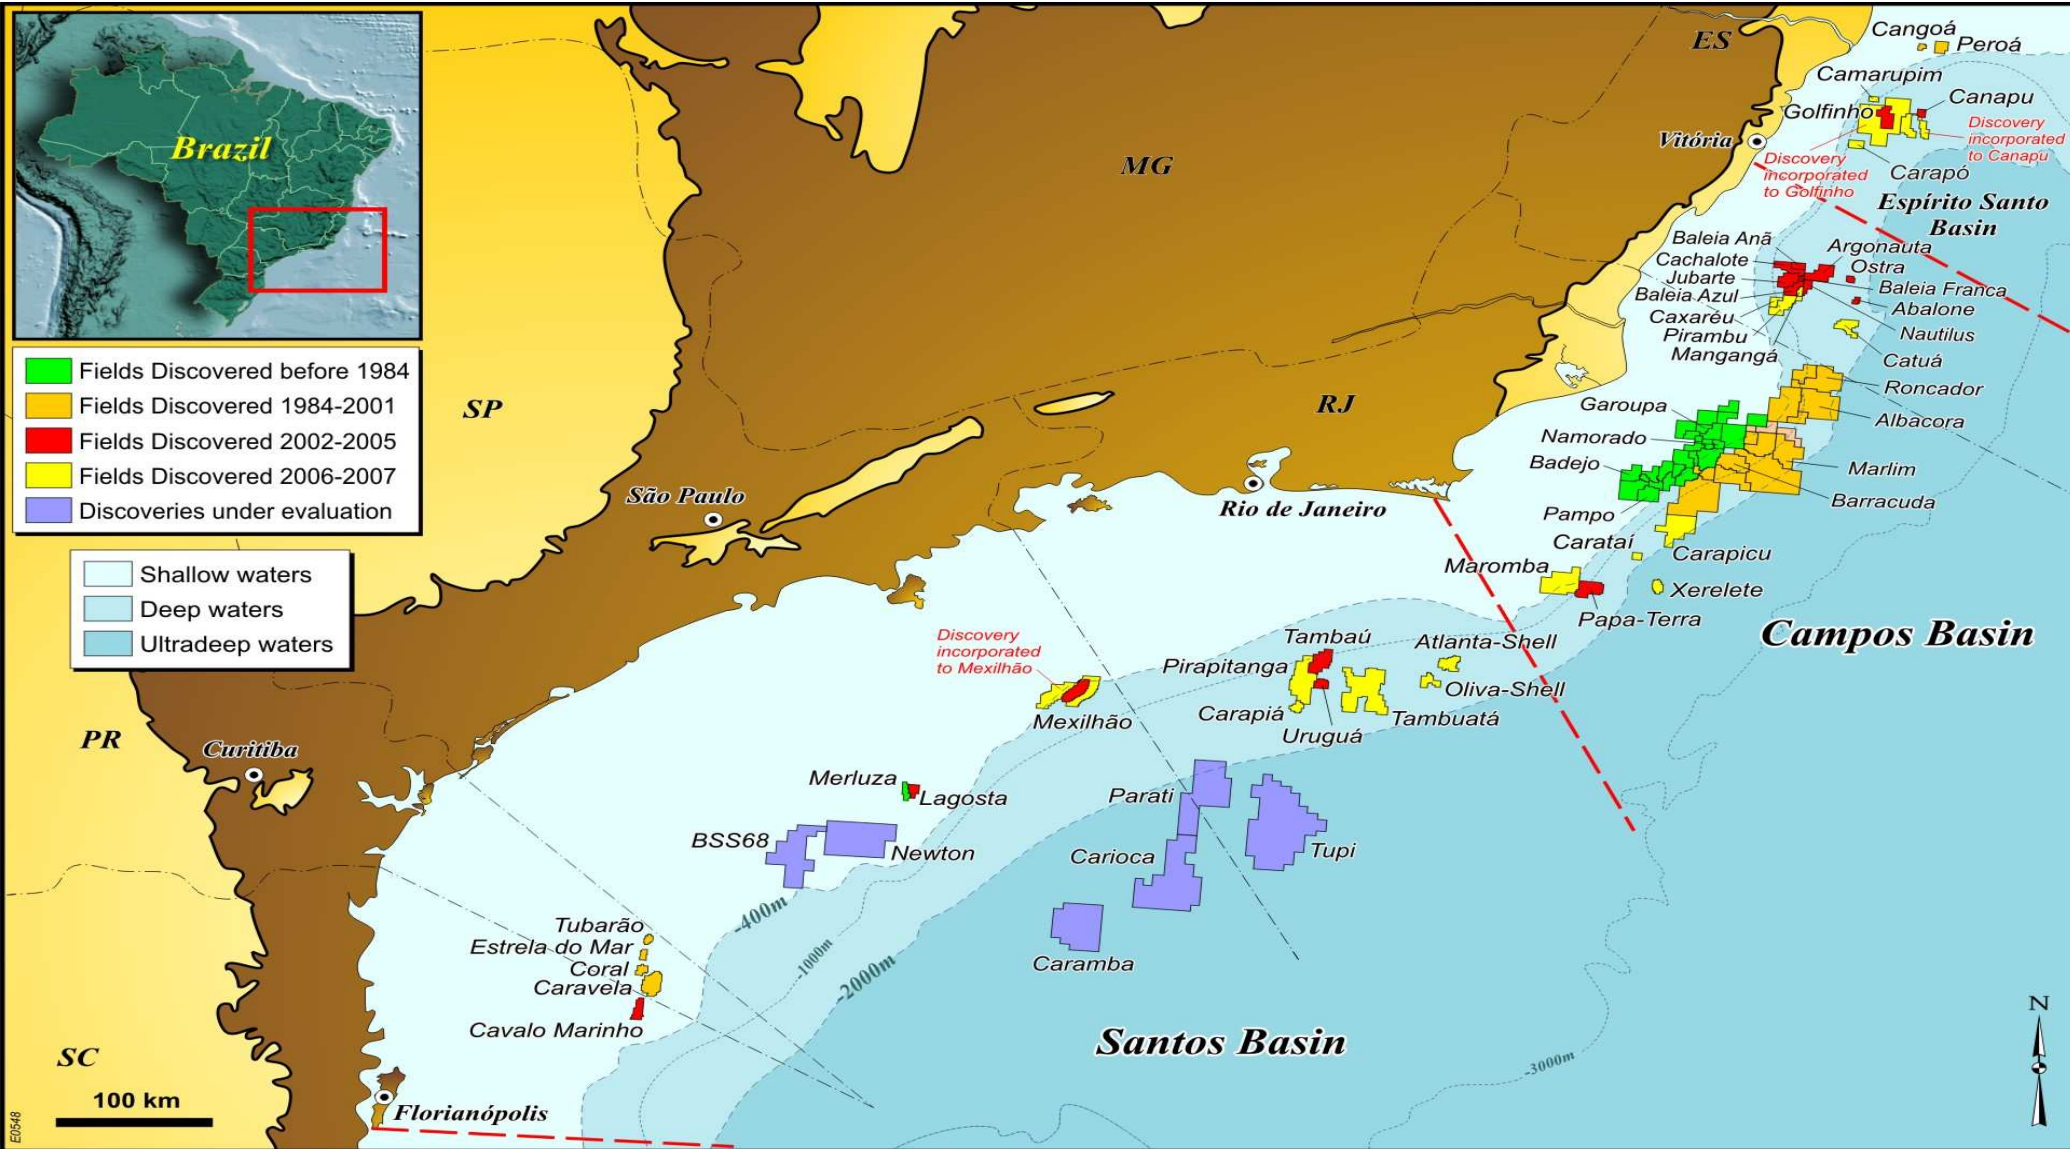 Brazil
Fields Discovered before 1984
Fields Discovered 1984-2001
Fields Discovered 2002-2005
Fields Discovered 2006-2007
Discoveries under evaluation
Shallow waters
Deep waters
Ultradeep waters
ES
MG
SP
RJ
PR
SC
Vitória
São Paulo
Rio de Janeiro
Curitiba
Florianópolis
Cangoá
Peroá
Camarupim
Golfinho
Canapu
Discovery
incorporated
to Canapu
Discovery
incorporated
to Golfinho
Carapó
Espírito Santo
Basin
Baleia Anã
Argonauta
Cachalote
Ostra
Jubarte
Baleia Franca
Baleia Azul
Abalone
Caxaréu
Nautilus
Pirambu
Mangangá
Catuá
Roncador
Garoupa
Albacora
Namorado
Badejo
Marlim
Barracuda
Pampo
Carataí
Carapicu
Maromba
Xerelete
Papa-Terra
Campos Basin
Discovery
incorporated
to Mexilhão
Mexilhão
Tambaú
Atlanta-Shell
Pirapitanga
Oliva-Shell
Carapiá
Tambuatá
Uruguá
Merluza
Lagosta
Parati
BSS68
Newton
Carioca
Tupi
Caramba
Tubarão
Estrela do Mar
Coral
Caravela
Cavalo Marinho
-400m
-1000m
-2000m
-3000m
Santos Basin
N
100 km
E0548